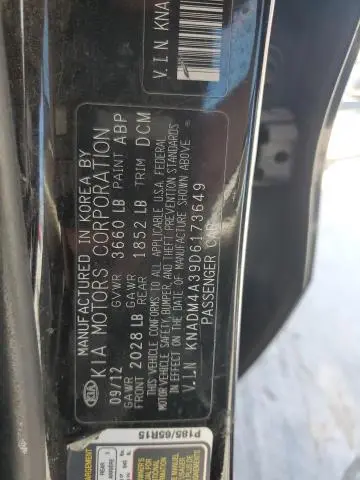 MANUFACTURED IN KOREA BY
KIA KIA MOTORS CORPORATION
09/12 GVWR 3660 LB PAINT ABP
GAWR FRONT 2028 LB GAWR REAR 1852 LB TRIM DCM
THIS VEHICLE CONFORMS TO ALL APPLICABLE U.S.A. FEDERAL
MOTOR VEHICLE SAFETY, BUMPER, AND THEFT PREVENTION STANDARDS
IN EFFECT ON THE DATE OF MANUFACTURE SHOWN ABOVE.
V.I.N KNADM4A39D6173649
PASSENGER CAR
V.I.N KNA
P185/65R15
REAR